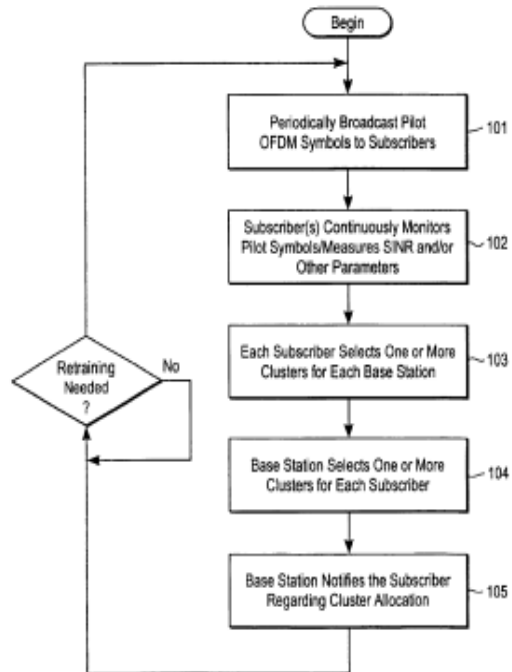 Begin
Periodically Broadcast Pilot
OFDM Symbols to Subscribers
101
Subscriber(s) Continuously Monitors
Pilot Symbols/Measures SINR and/or
Other Parameters
102
Retraining
Needed
?
No
Each Subscriber Selects One or More
Clusters for Each Base Station
103
Base Station Selects One or More
Clusters for Each Subscriber
104
Base Station Notifies the Subscriber
Regarding Cluster Allocation
105